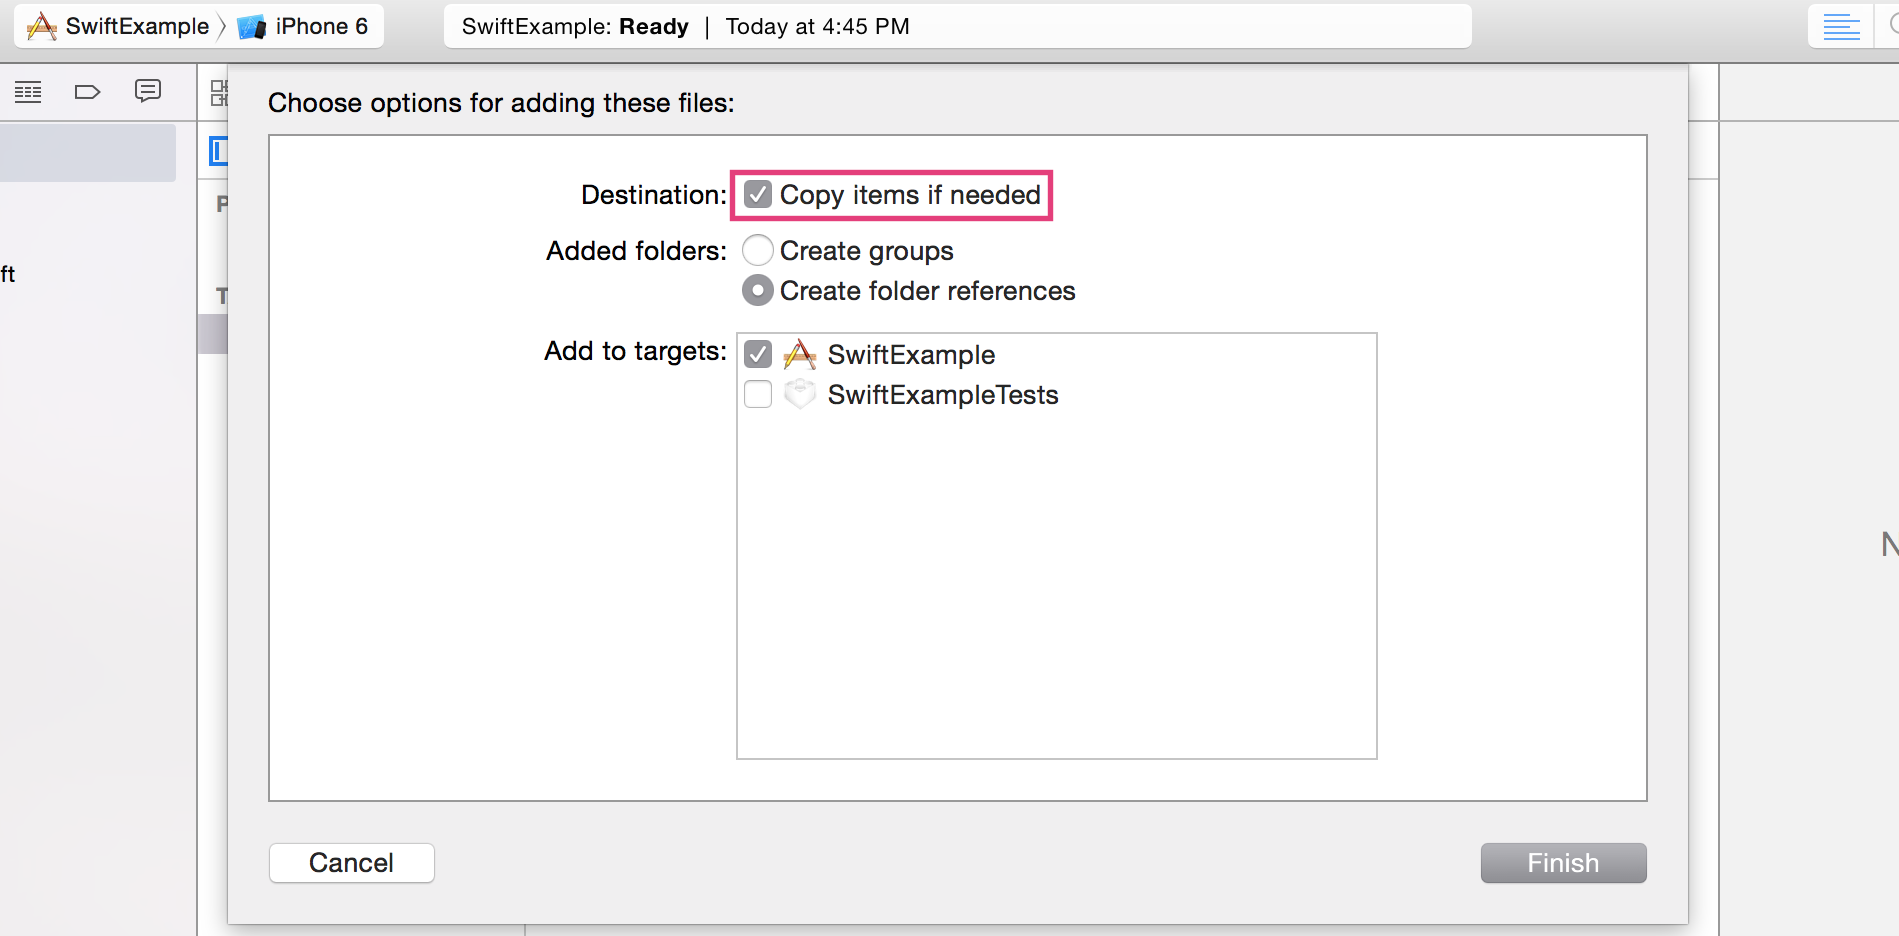 SwiftExample iPhone 6 SwiftExample: Ready | Today at 4:45 PM
Choose options for adding these files:
Destination: Copy items if needed
Added folders: Create groups
ft
Create folder references
Add to targets: SwiftExample
SwiftExampleTests
Cancel Finish